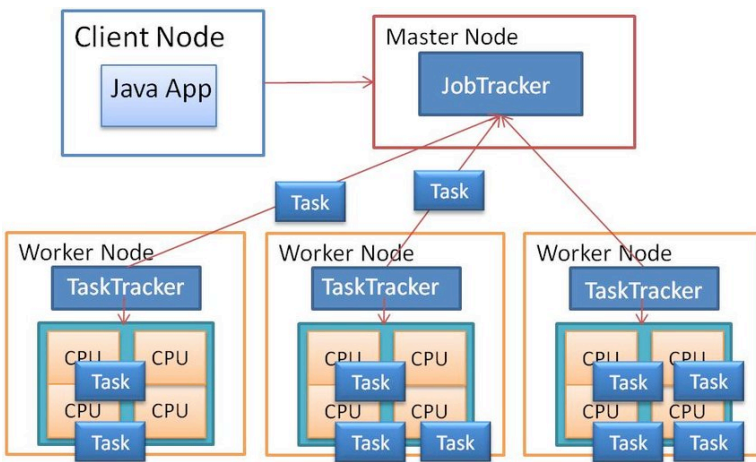 Client Node
Java App
Master Node
JobTracker
Task
Task
Worker Node
TaskTracker
CPU
CPU
Task
CPU
CPU
Task
Worker Node
TaskTracker
CPU
CPU
Task
CPU
CPU
Task
Task
Worker Node
TaskTracker
CPU
CPU
Task
Task
CPU
CPU
Task
Task